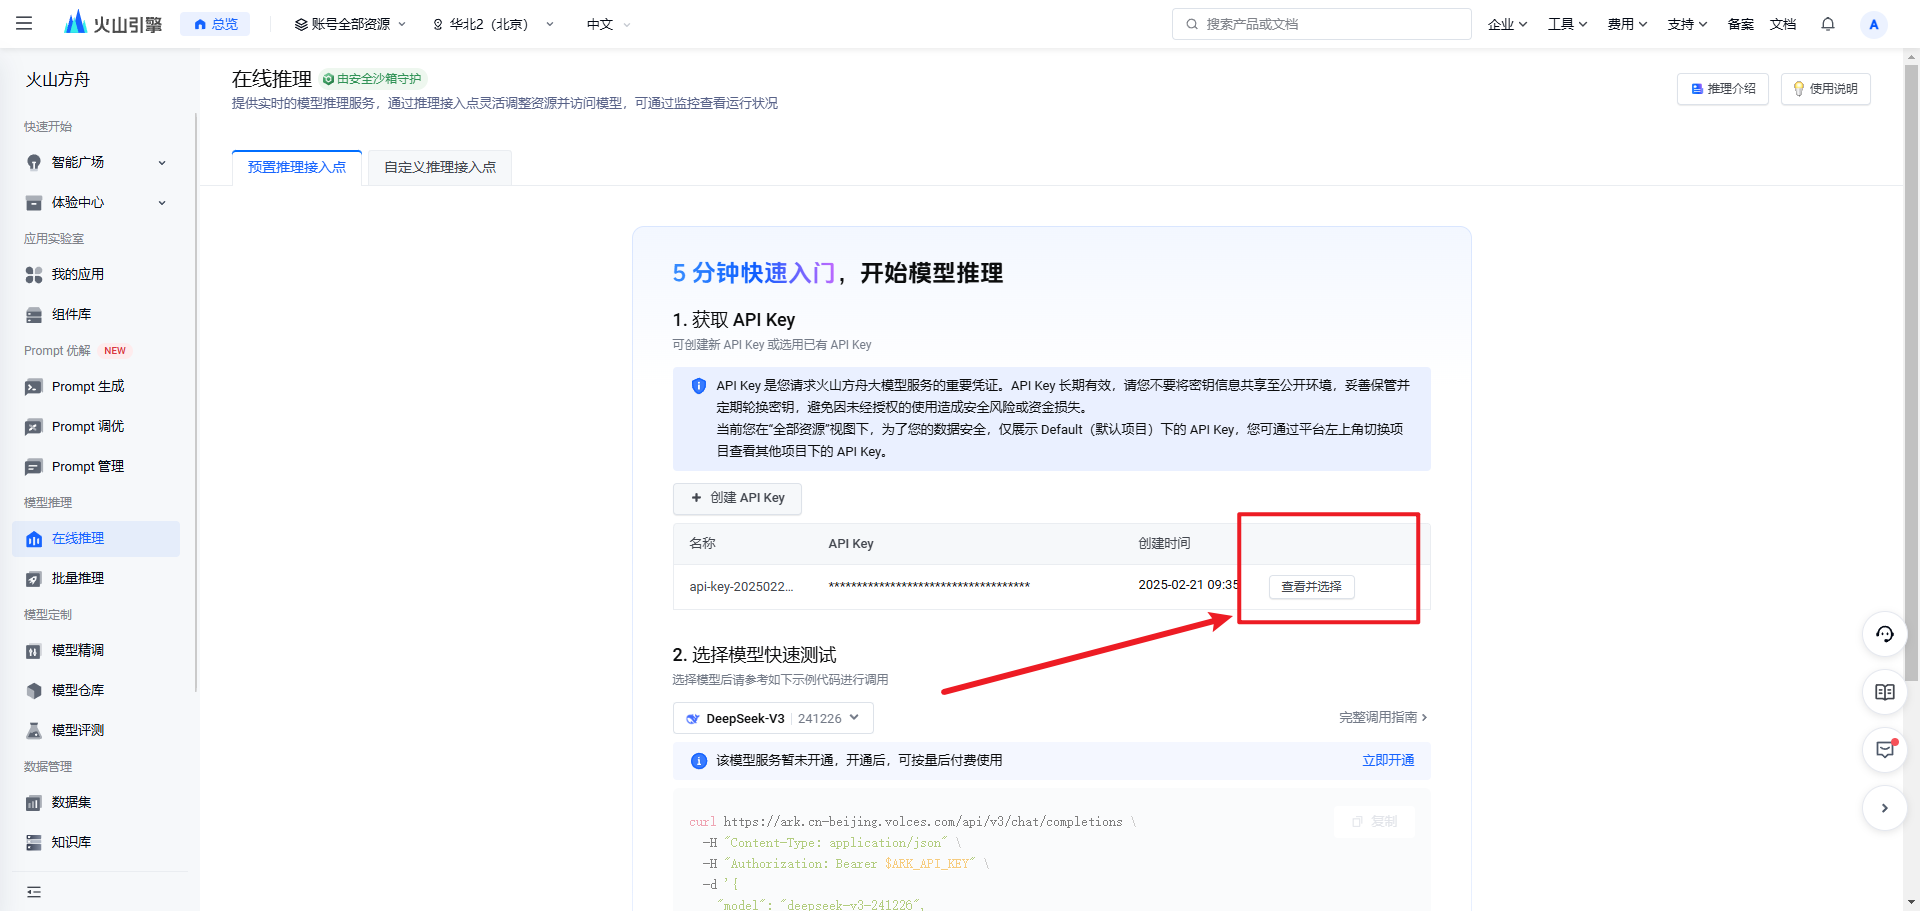 火山引擎
总览
账号全部资源
华北2（北京）
中文
搜索产品或文档
企业
工具
费用
支持
备案
文档
A
火山方舟
快速开始
智能广场
体验中心
应用实验室
我的应用
组件库
Prompt 优解 NEW
Prompt 生成
Prompt 调优
Prompt 管理
模型推理
在线推理
批量推理
模型定制
模型精调
模型仓库
模型评测
数据管理
数据集
知识库
在线推理 由安全沙箱守护
提供实时的模型推理服务，通过推理接入点灵活调整资源并访问模型，可通过监控查看运行状况
推理介绍
使用说明
预置推理接入点
自定义推理接入点
5 分钟快速入门，开始模型推理
1. 获取 API Key
可创建新 API Key 或选用已有 API Key
API Key 是您请求火山方舟大模型服务的重要凭证。API Key 长期有效，请您不要将密钥信息共享至公开环境，妥善保管并
定期轮换密钥，避免因未经授权的使用造成安全风险或资金损失。
当前您在“全部资源”视图下，为了您的数据安全，仅展示 Default（默认项目）下的 API Key，您可通过平台左上角切换项
目查看其他项目下的 API Key。
+ 创建 API Key
名称 API Key 创建时间
api-key-2025022... ************************************ 2025-02-21 09:35 查看并选择
2. 选择模型快速测试
选择模型后请参考如下示例代码进行调用
DeepSeek-V3 241226
完整调用指南
该模型服务暂未开通，开通后，可按量后付费使用
立即开通
复制
curl https://ark.cn-beijing.volces.com/api/v3/chat/completions \
-H "Content-Type: application/json" \
-H "Authorization: Bearer $ARK_API_KEY" \
-d '{
"model": "deepseek-v3-241226",